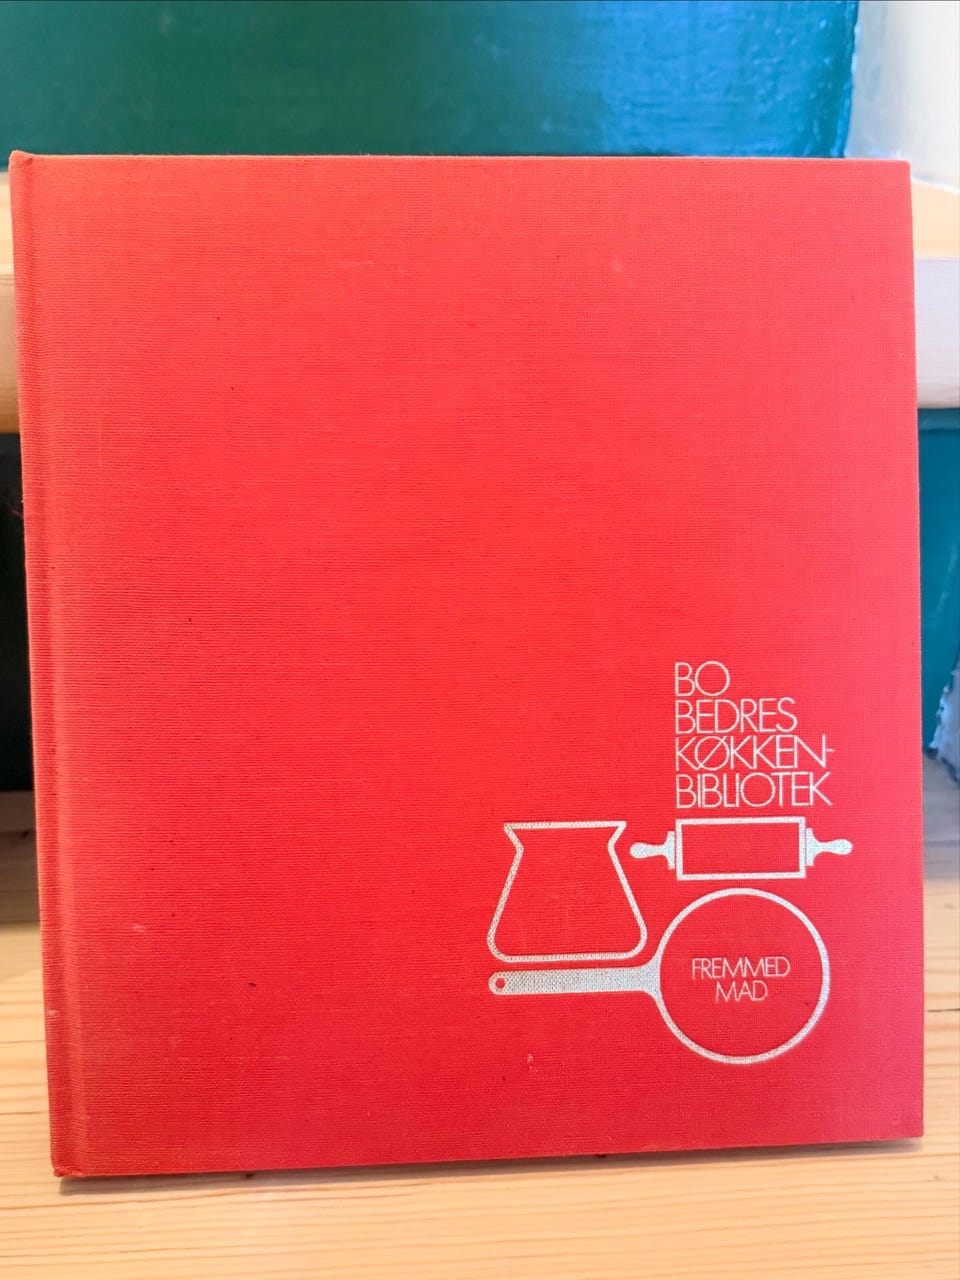 BO
BEDRES
KØKKEN-
BIBLIOTEK
FREMMED
MAD